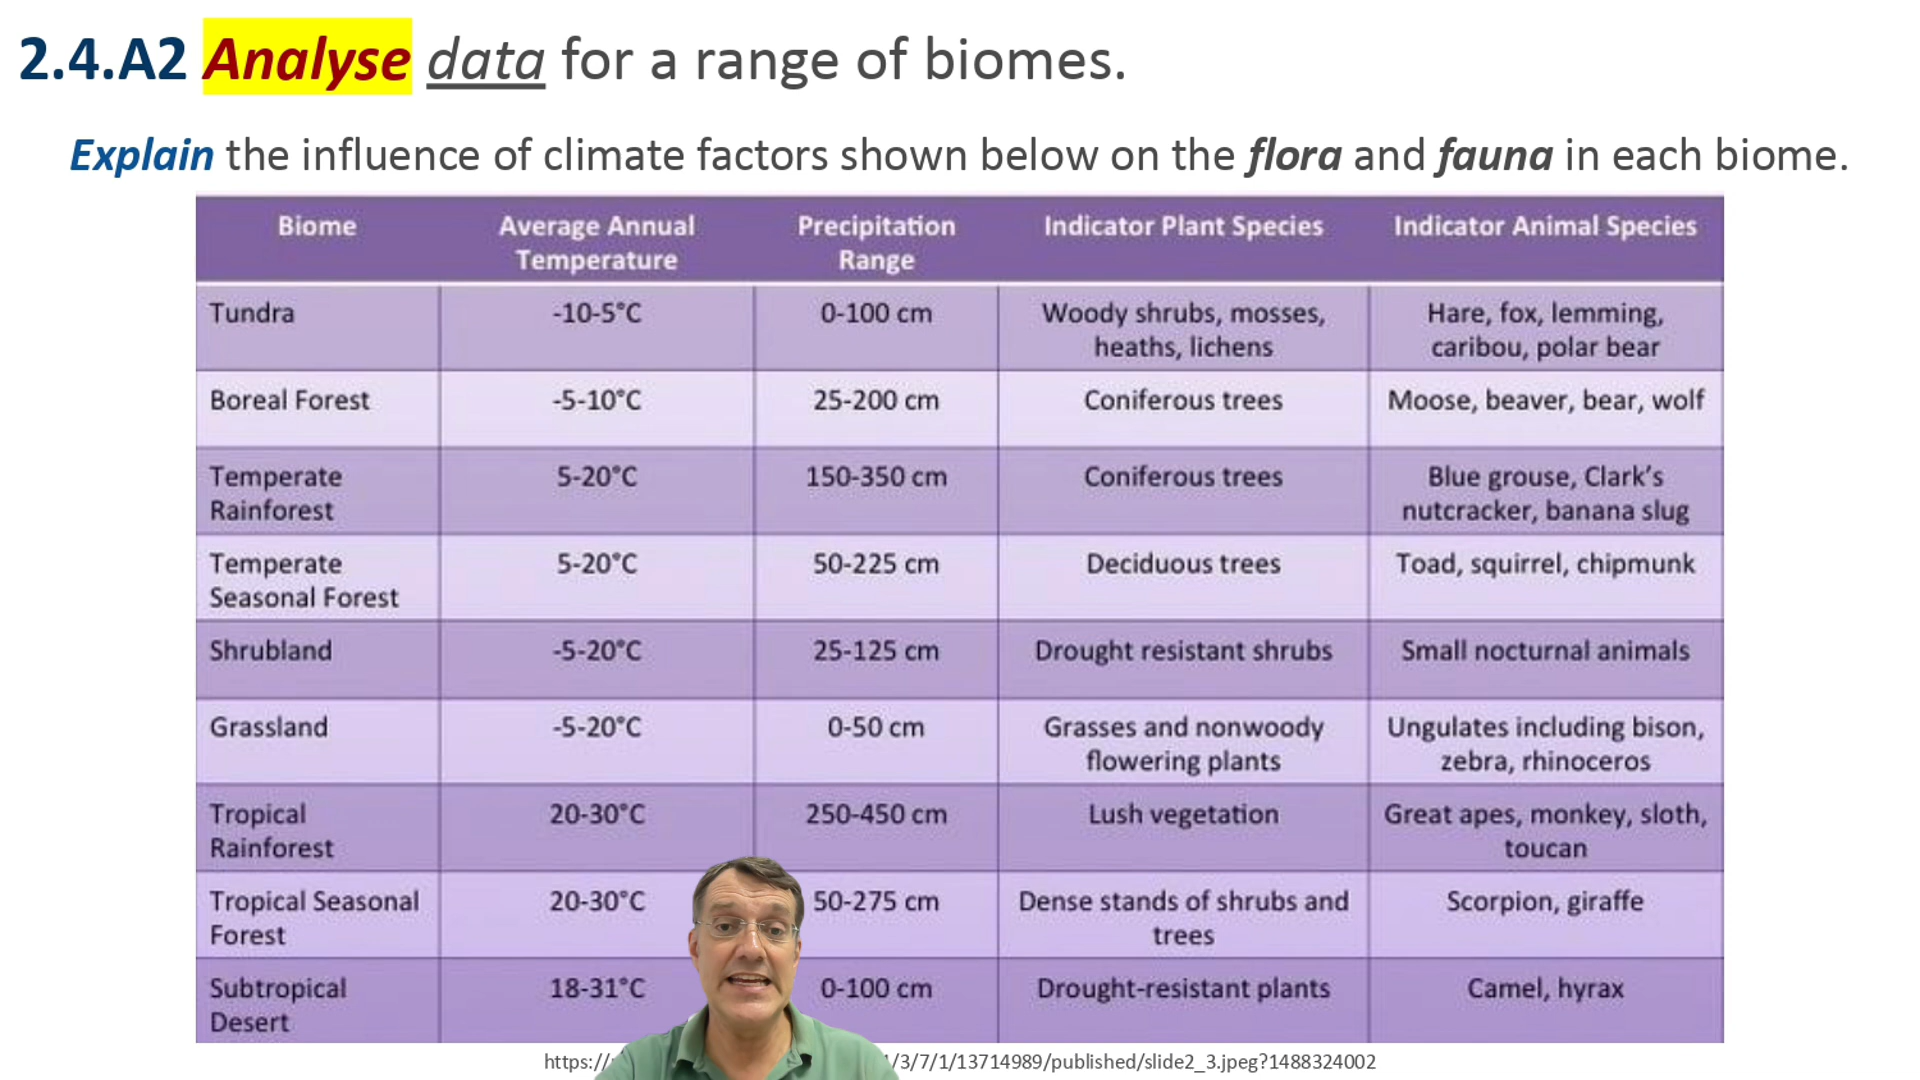 2.4.A2 Analyse data for a range of biomes.
Explain the influence of climate factors shown below on the flora and fauna in each biome.
Biome Average Annual Temperature Precipitation Range Indicator Plant Species Indicator Animal Species
Tundra -10-5°C 0-100 cm Woody shrubs, mosses, heaths, lichens Hare, fox, lemming, caribou, polar bear
Boreal Forest -5-10°C 25-200 cm Coniferous trees Moose, beaver, bear, wolf
Temperate Rainforest 5-20°C 150-350 cm Coniferous trees Blue grouse, Clark's nutcracker, banana slug
Temperate Seasonal Forest 5-20°C 50-225 cm Deciduous trees Toad, squirrel, chipmunk
Shrubland -5-20°C 25-125 cm Drought resistant shrubs Small nocturnal animals
Grassland -5-20°C 0-50 cm Grasses and nonwoody flowering plants Ungulates including bison, zebra, rhinoceros
Tropical Rainforest 20-30°C 250-450 cm Lush vegetation Great apes, monkey, sloth, toucan
Tropical Seasonal Forest 20-30°C 50-275 cm Dense stands of shrubs and trees Scorpion, giraffe
Subtropical Desert 18-31°C 0-100 cm Drought-resistant plants Camel, hyrax
https:// /3/7/1/13714989/published/slide2_3.jpeg?1488324002